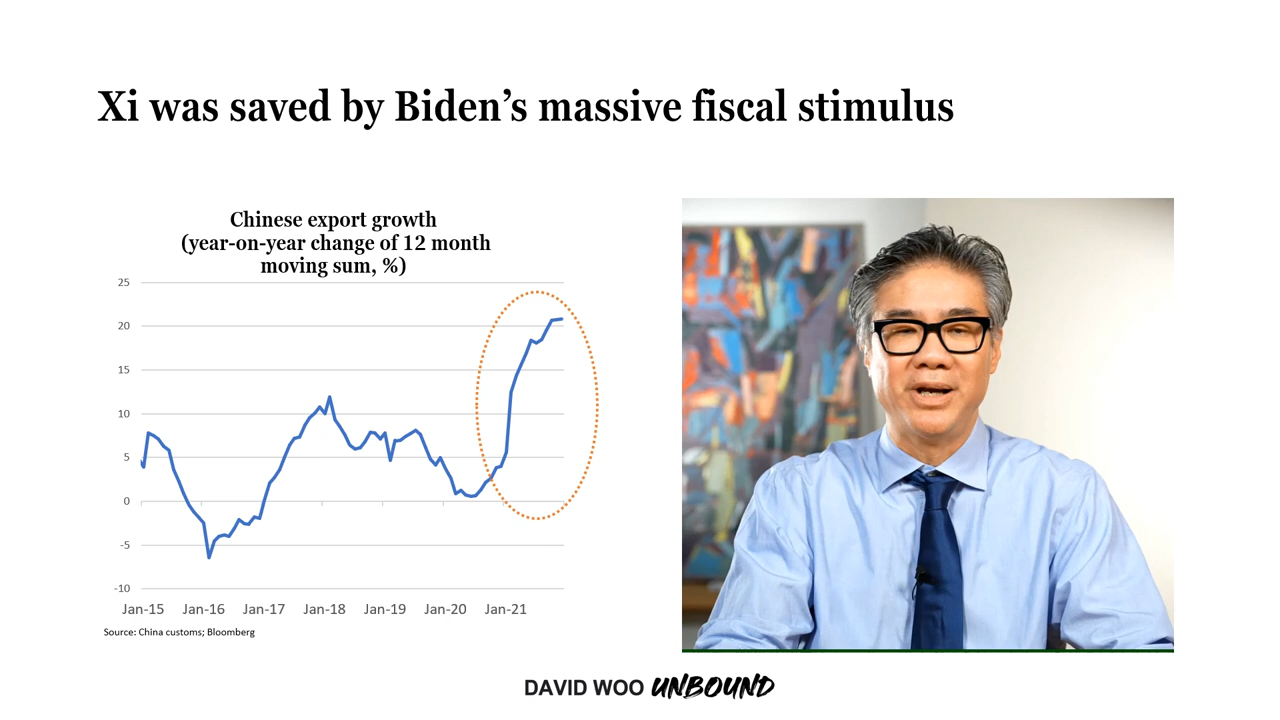 Xi was saved by Biden’s massive fiscal stimulus
Chinese export growth
(year-on-year change of 12 month
moving sum, %)
25
20
15
10
5
0
-5
-10
Jan-15 Jan-16 Jan-17 Jan-18 Jan-19 Jan-20 Jan-21
Source: China customs; Bloomberg
DAVID WOO UNBOUND